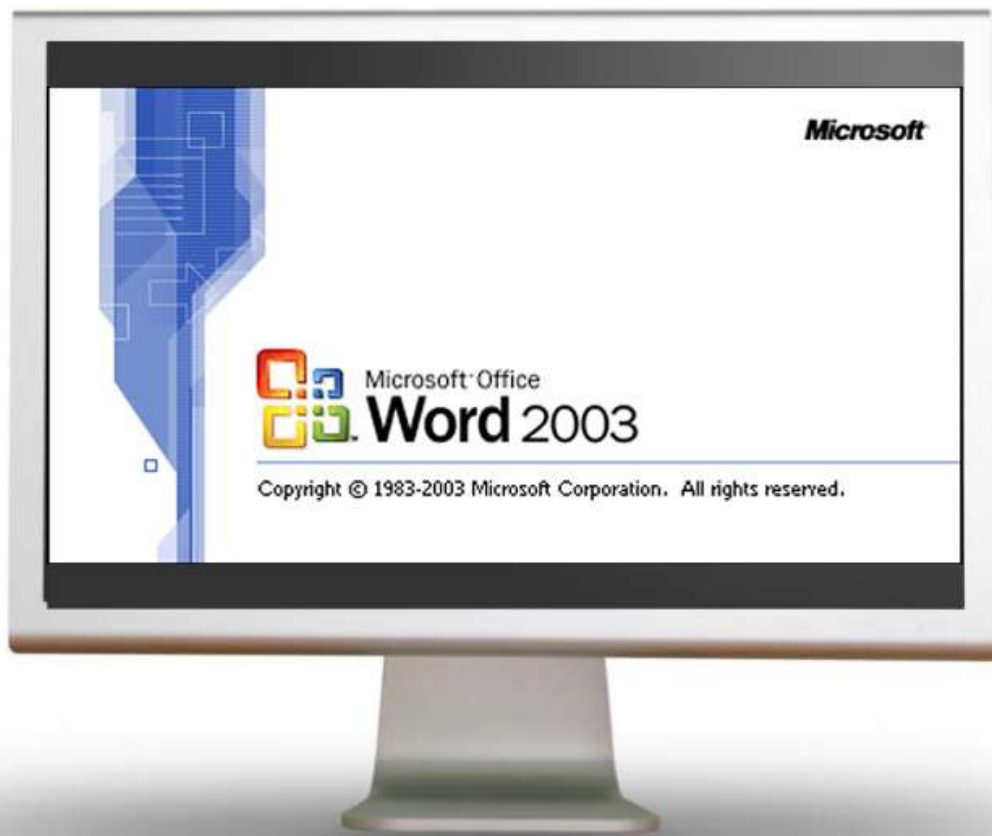 Microsoft
Microsoft Office
Word 2003
Copyright © 1983-2003 Microsoft Corporation. All rights reserved.